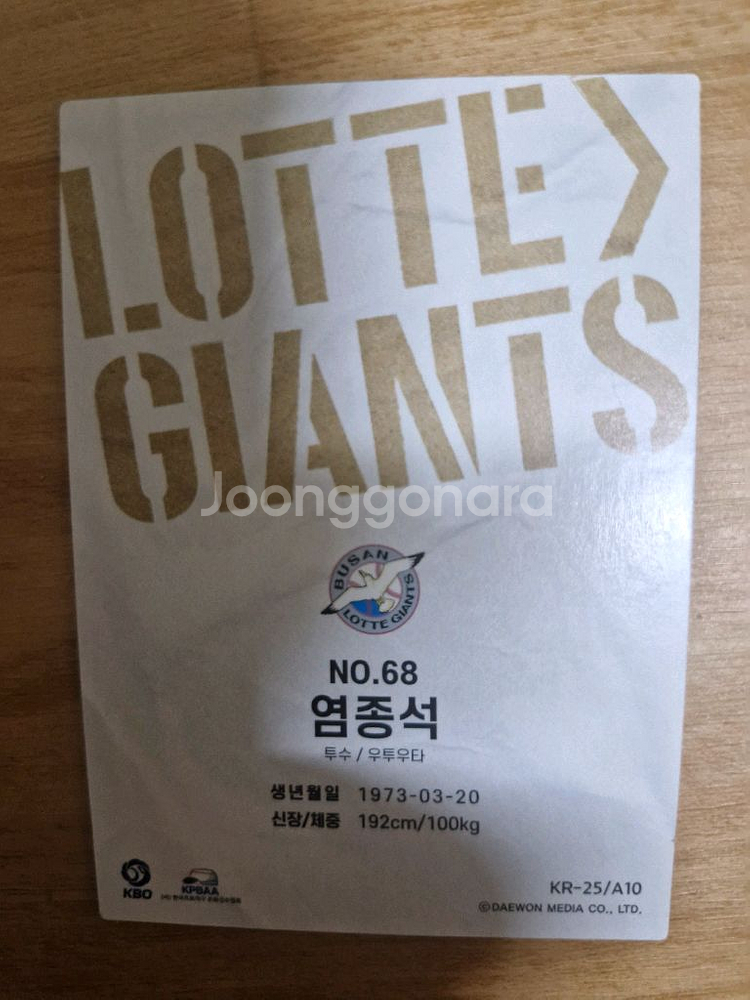 LOTTE
GIANTS
Joonggonara
BUSAN
LOTTE GIANTS
NO.68
염종석
투수 / 우투우타
생년월일 1973-03-20
신장/체중 192cm/100kg
KBO
KPBAA
KR-25/A10
©DAEWON MEDIA CO., LTD.